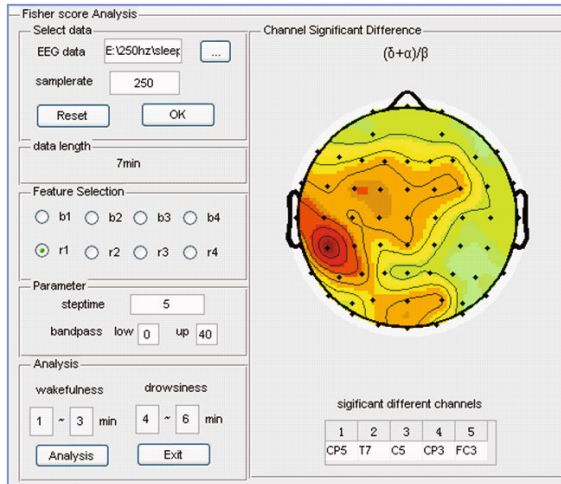 Fisher score Analysis
Select data
EEG data E:\250hz\sleep ...
samplerate 250
Reset OK
data length
7min
Feature Selection
b1 b2 b3 b4
r1 r2 r3 r4
Parameter
steptime 5
bandpass low 0 up 40
Analysis
wakefulness drowsiness
1 ~ 3 min 4 ~ 6 min
Analysis Exit
Channel Significant Difference
(δ+α)/β
sigificant different channels
1 2 3 4 5
CP5 T7 C5 CP3 FC3